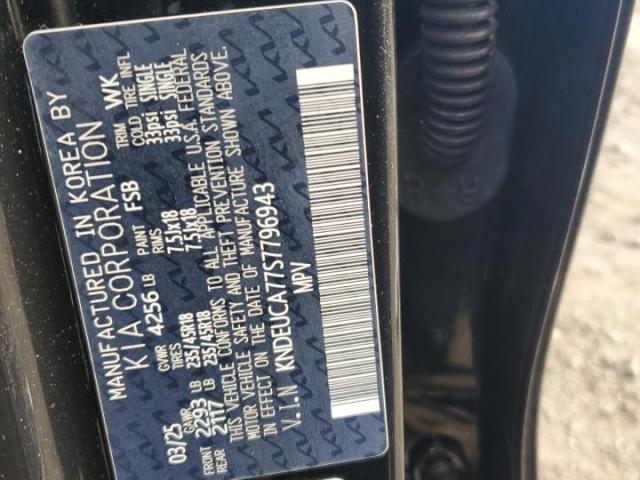 MANUFACTURED IN KOREA BY
KIA CORPORATION
4256 LB PAINT FSB TRIM WK
03/25 GAWR GVWR TIRES RIMS COLD TIRE INFL
FRONT 2293 LB 235/45R18 7.5Jx18 33psi SINGLE
REAR 2117 LB 235/45R18 7.5Jx18 33psi SINGLE
THIS VEHICLE CONFORMS TO ALL APPLICABLE U.S.A. FEDERAL
MOTOR VEHICLE SAFETY AND THEFT PREVENTION STANDARDS
IN EFFECT ON THE DATE OF MANUFACTURE SHOWN ABOVE.
V.I.N KNDEUCA77S7796943
MPV